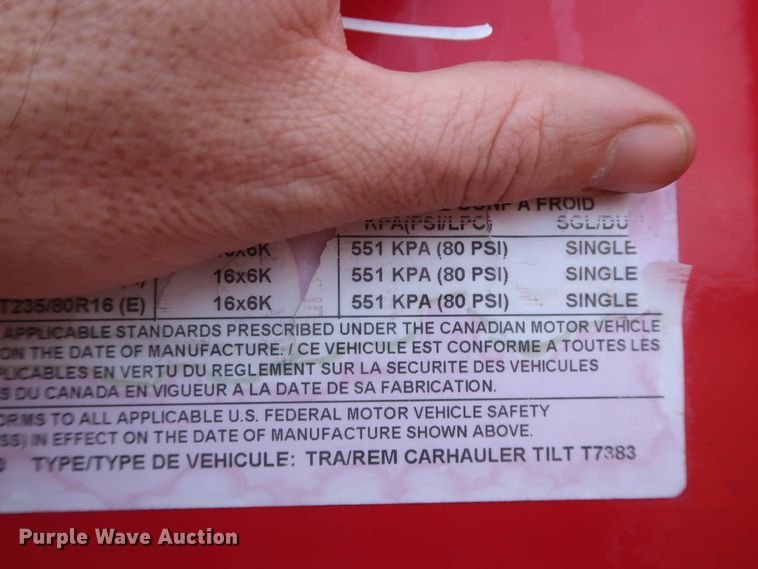 CONF A FROID
KPA(PSI/LPC) SGL/DU
16x6K 551 KPA (80 PSI) SINGLE
16x6K 551 KPA (80 PSI) SINGLE
T235/80R16 (E) 16x6K 551 KPA (80 PSI) SINGLE
APPLICABLE STANDARDS PRESCRIBED UNDER THE CANADIAN MOTOR VEHICLE
ON THE DATE OF MANUFACTURE. / CE VEHICULE EST CONFORME A TOUTES LES
PLICABLES EN VERTU DU REGLEMENT SUR LA SECURITE DES VEHICULES
S DU CANADA EN VIGUEUR A LA DATE DE SA FABRICATION.
ORMS TO ALL APPLICABLE U.S. FEDERAL MOTOR VEHICLE SAFETY
SS) IN EFFECT ON THE DATE OF MANUFACTURE SHOWN ABOVE.
TYPE/TYPE DE VEHICULE: TRA/REM CARHAULER TILT T7383
Purple Wave Auction